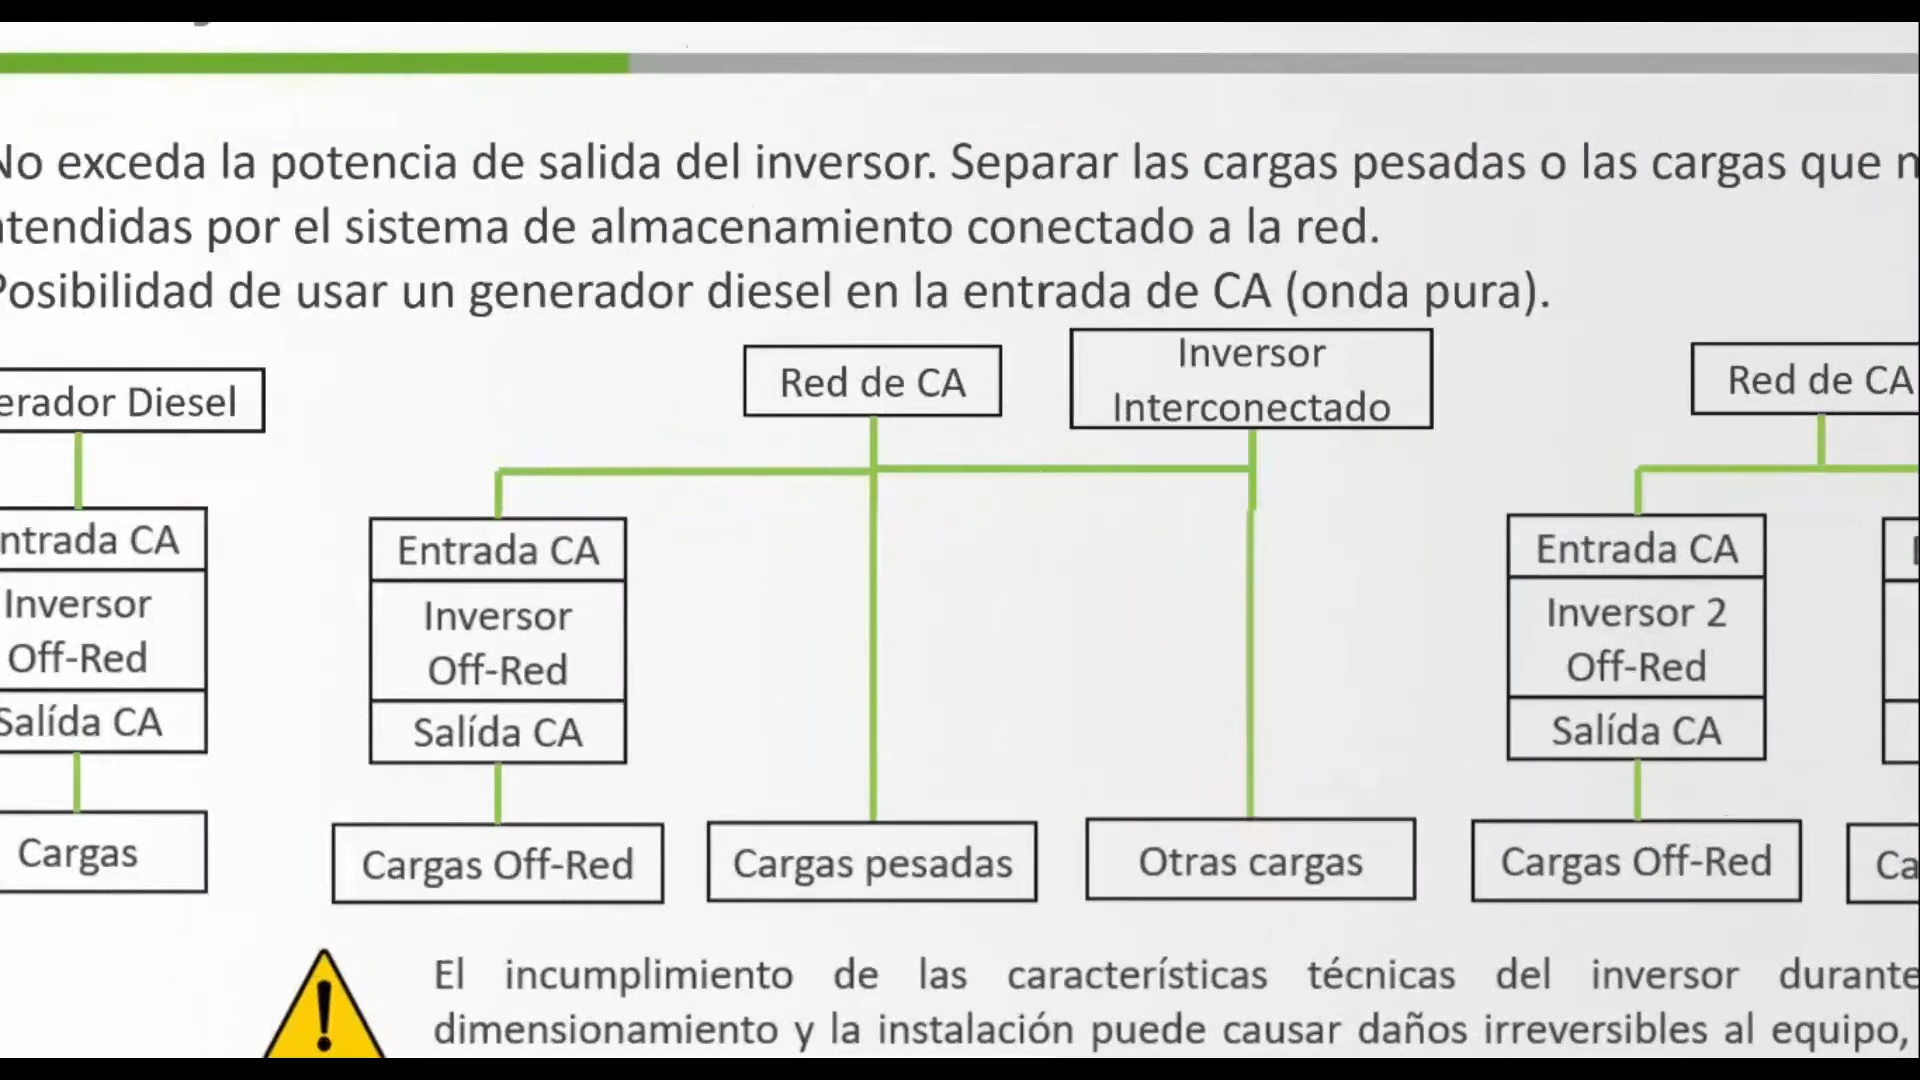 No exceda la potencia de salida del inversor. Separar las cargas pesadas o las cargas que
atendidas por el sistema de almacenamiento conectado a la red.
Posibilidad de usar un generador diesel en la entrada de CA (onda pura).
erador Diesel
Entrada CA
Inversor
Off-Red
Salída CA
Cargas
Red de CA
Inversor
Interconectado
Entrada CA
Inversor
Off-Red
Salída CA
Cargas Off-Red
Cargas pesadas
Otras cargas
Red de CA
Entrada CA
Inversor 2
Off-Red
Salída CA
Cargas Off-Red
Ca
El incumplimiento de las características técnicas del inversor durante
dimensionamiento y la instalación puede causar daños irreversibles al equipo,